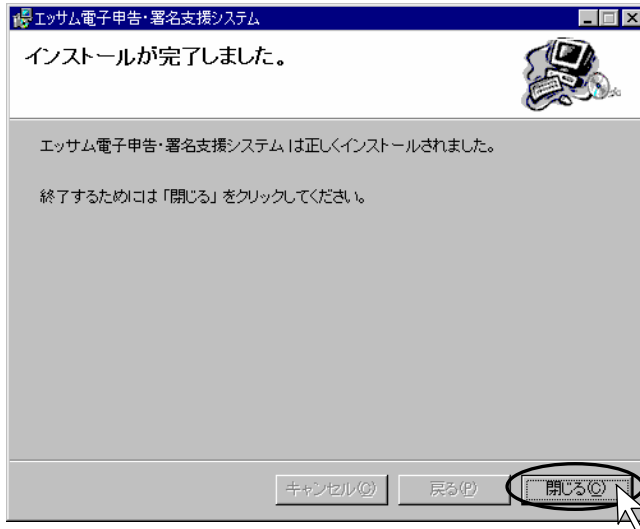 エッサム電子申告・署名支援システム
インストールが完了しました。
エッサム電子申告・署名支援システム は正しくインストールされました。
終了するためには 「閉じる」 をクリックしてください。
キャンセル(C) 戻る(P) 閉じる(C)